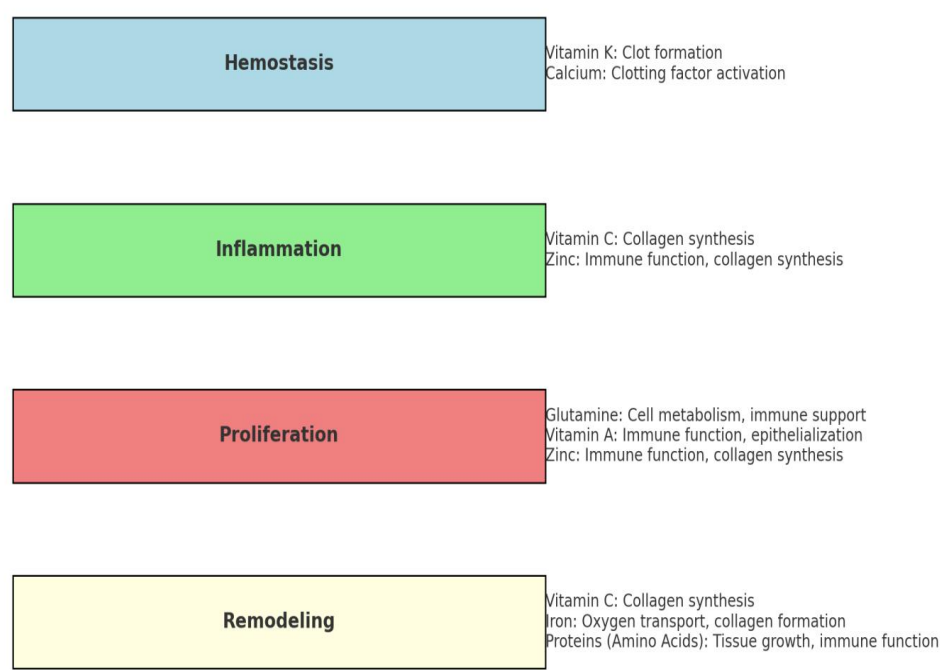 Hemostasis
Vitamin K: Clot formation
Calcium: Clotting factor activation
Inflammation
Vitamin C: Collagen synthesis
Zinc: Immune function, collagen synthesis
Proliferation
Glutamine: Cell metabolism, immune support
Vitamin A: Immune function, epithelialization
Zinc: Immune function, collagen synthesis
Remodeling
Vitamin C: Collagen synthesis
Iron: Oxygen transport, collagen formation
Proteins (Amino Acids): Tissue growth, immune function